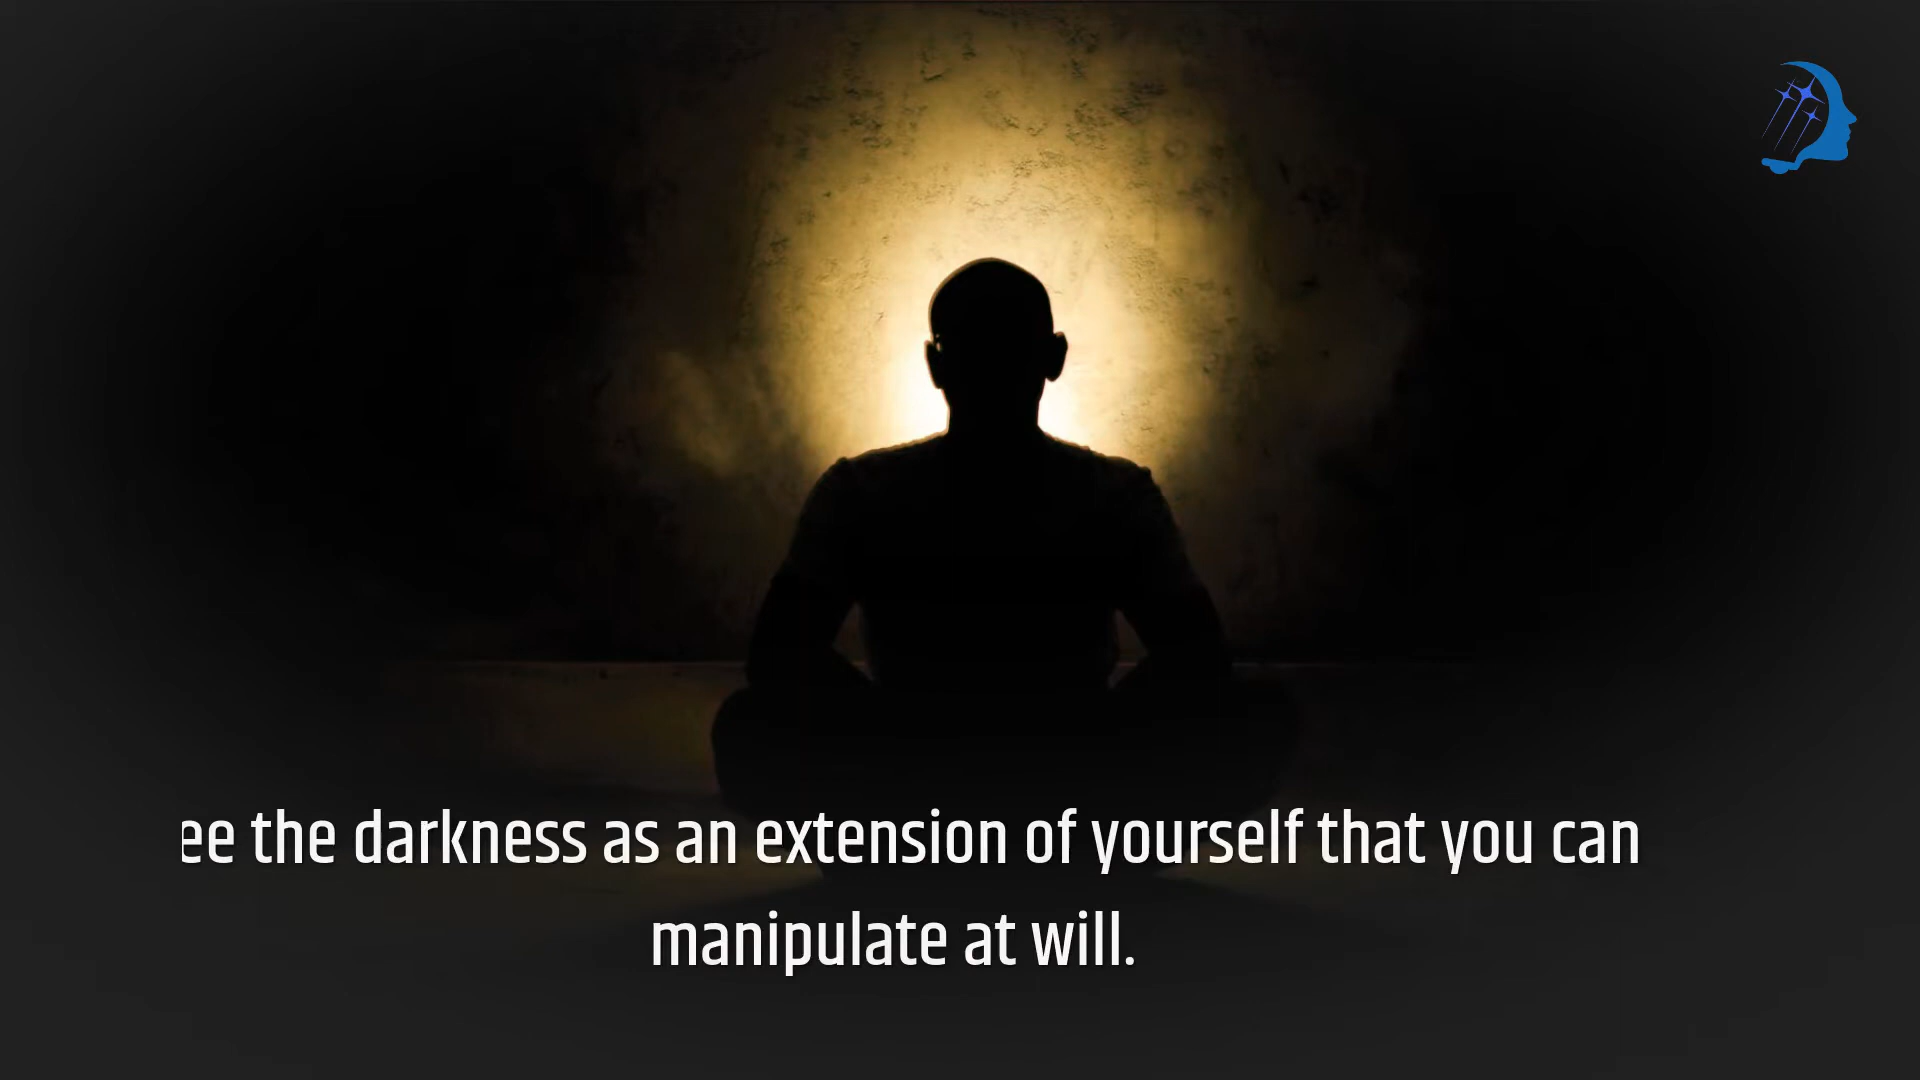 ee the darkness as an extension of yourself that you can
manipulate at will.